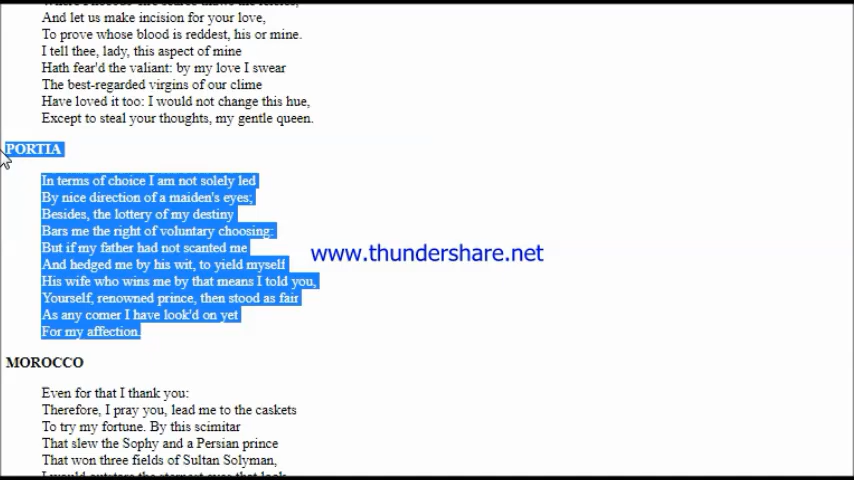 And let us make incision for your love,
To prove whose blood is reddest, his or mine.
I tell thee, lady, this aspect of mine
Hath fear'd the valiant: by my love I swear
The best-regarded virgins of our clime
Have loved it too: I would not change this hue,
Except to steal your thoughts, my gentle queen.
PORTIA
In terms of choice I am not solely led
By nice direction of a maiden's eyes;
Besides, the lottery of my destiny
Bars me the right of voluntary choosing:
But if my father had not scanted me
www.thundershare.net
And hedged me by his wit, to yield myself
His wife who wins me by that means I told you,
Yourself, renowned prince, then stood as fair
As any comer I have look'd on yet
For my affection.
MOROCCO
Even for that I thank you:
Therefore, I pray you, lead me to the caskets
To try my fortune. By this scimitar
That slew the Sophy and a Persian prince
That won three fields of Sultan Solyman,